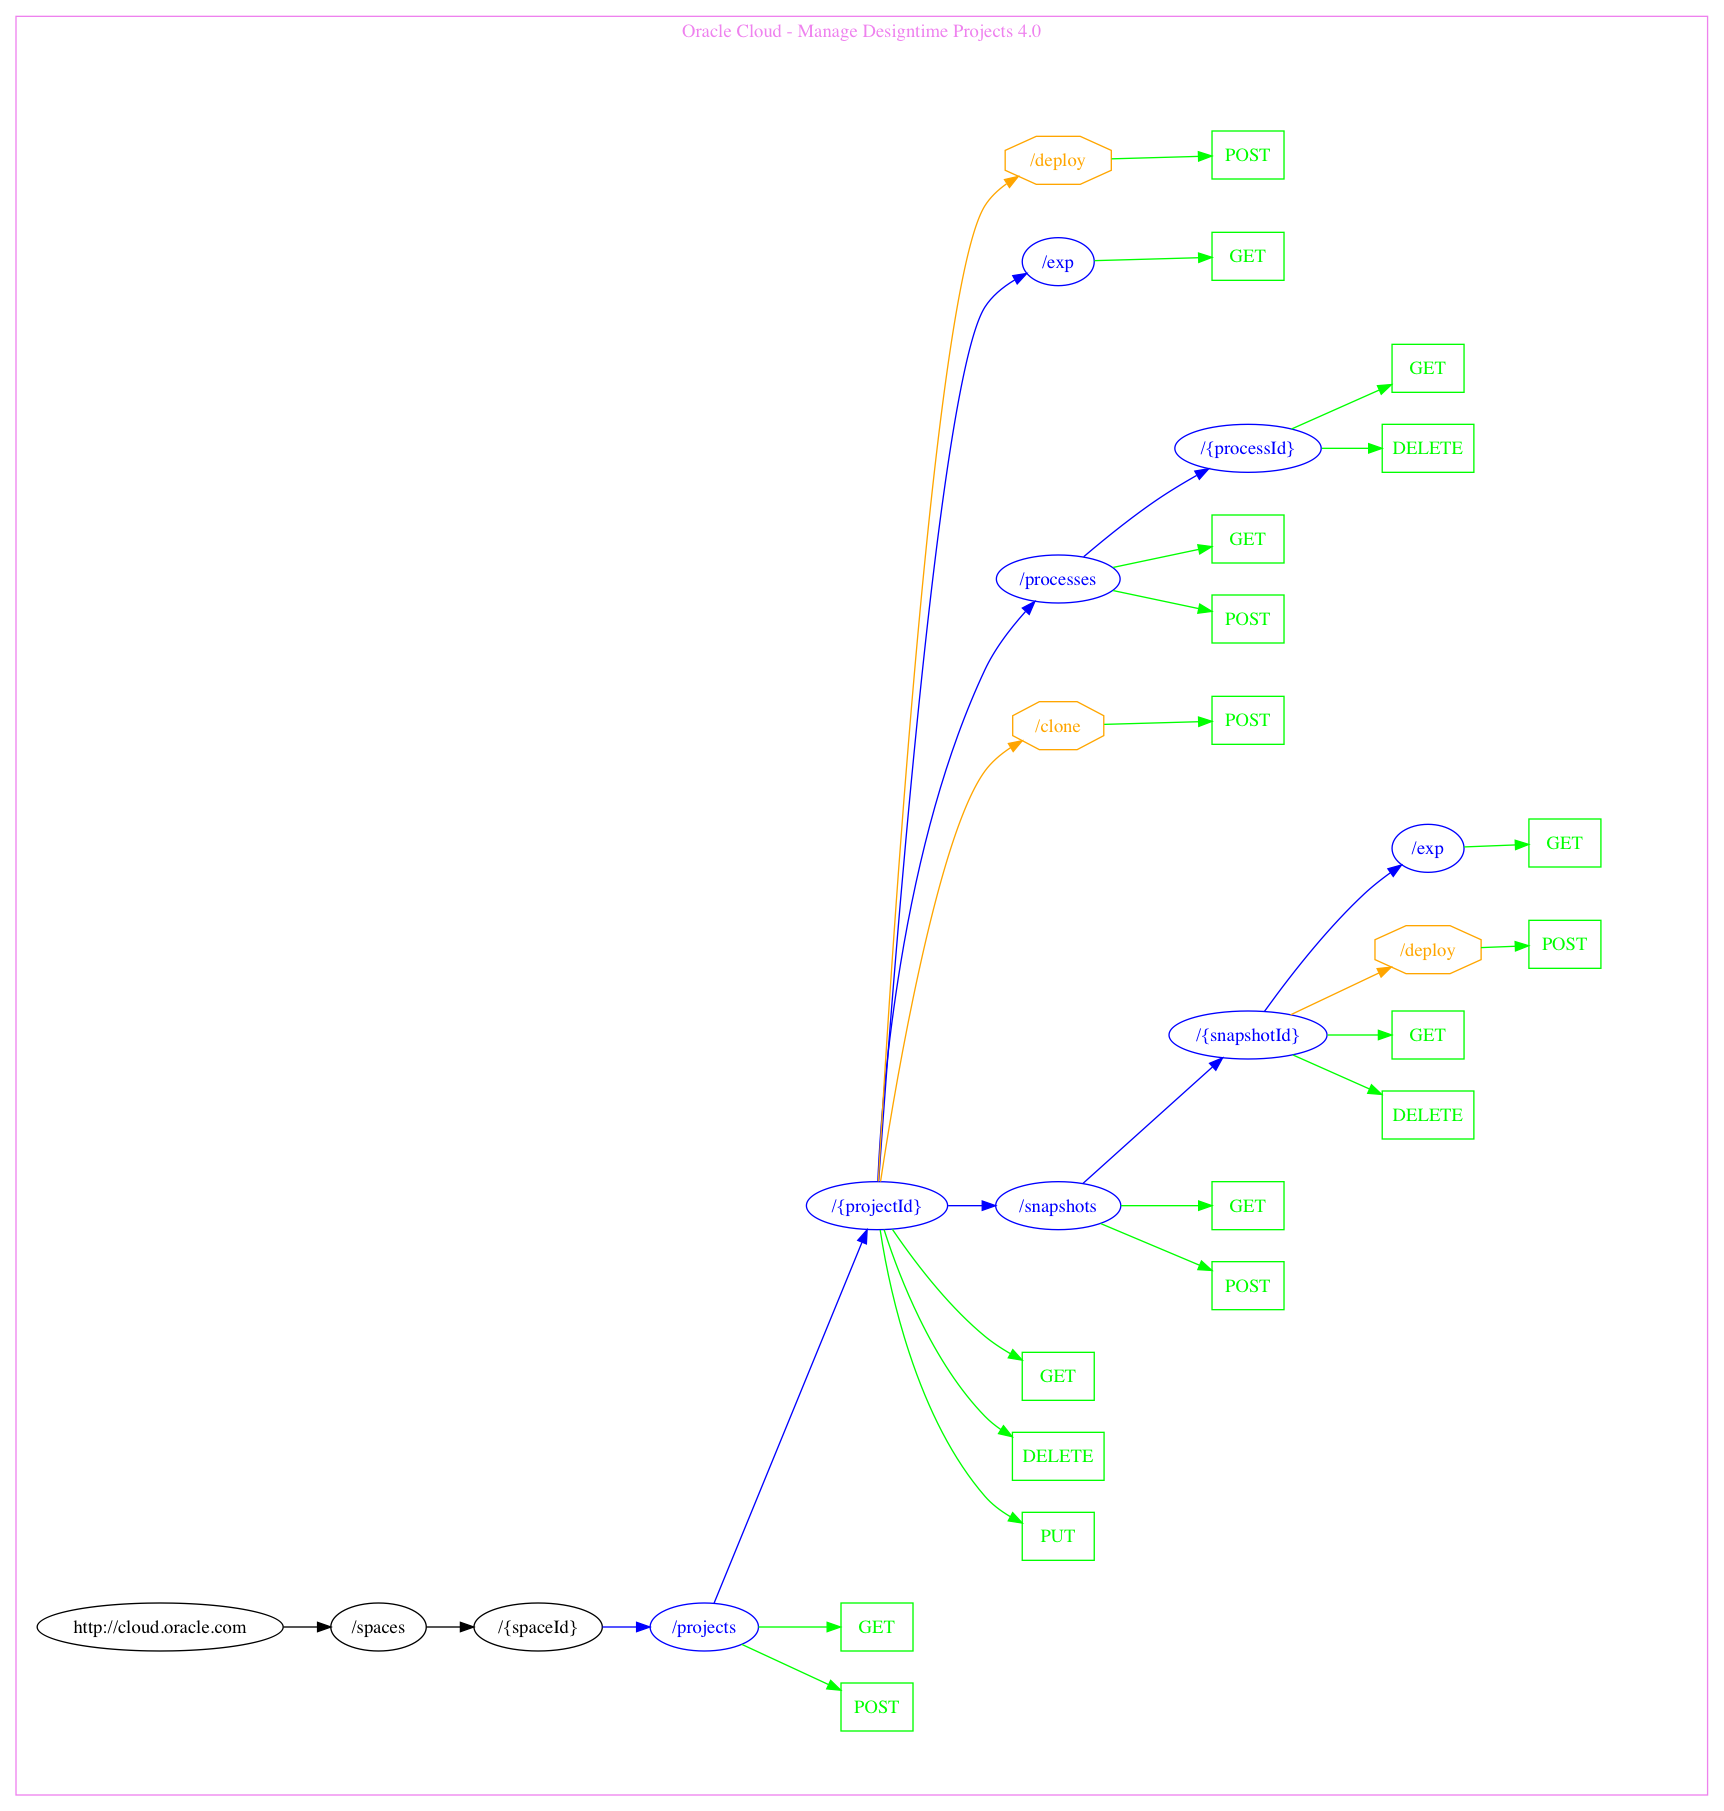 Oracle Cloud - Manage Designtime Projects 4.0
/deploy
POST
/exp
GET
GET
/{processId}
DELETE
GET
/processes
POST
/clone
POST
/exp
GET
/deploy
POST
/{snapshotId}
GET
DELETE
/{projectId}
/snapshots
GET
POST
GET
DELETE
PUT
http://cloud.oracle.com
/spaces
/{spaceId}
/projects
GET
POST